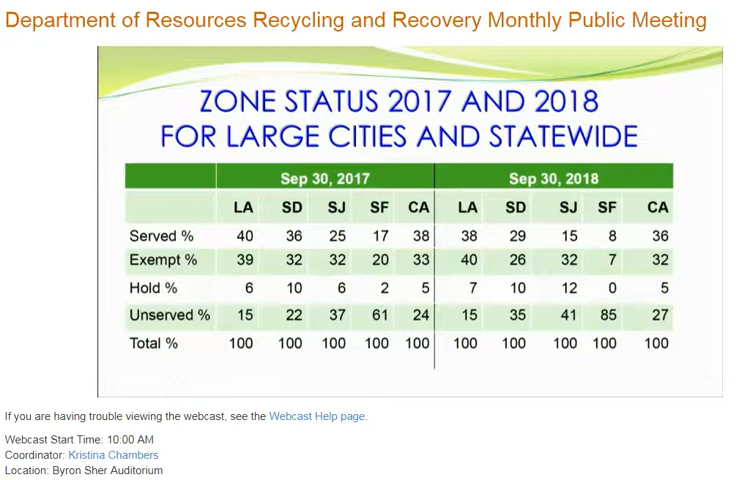 Department of Resources Recycling and Recovery Monthly Public Meeting
ZONE STATUS 2017 AND 2018
FOR LARGE CITIES AND STATEWIDE
Sep 30, 2017 Sep 30, 2018
LA SD SJ SF CA LA SD SJ SF CA
Served % 40 36 25 17 38 38 29 15 8 36
Exempt % 39 32 32 20 33 40 26 32 7 32
Hold % 6 10 6 2 5 7 10 12 0 5
Unserved % 15 22 37 61 24 15 35 41 85 27
Total % 100 100 100 100 100 100 100 100 100 100
If you are having trouble viewing the webcast, see the Webcast Help page.
Webcast Start Time: 10:00 AM
Coordinator: Kristina Chambers
Location: Byron Sher Auditorium